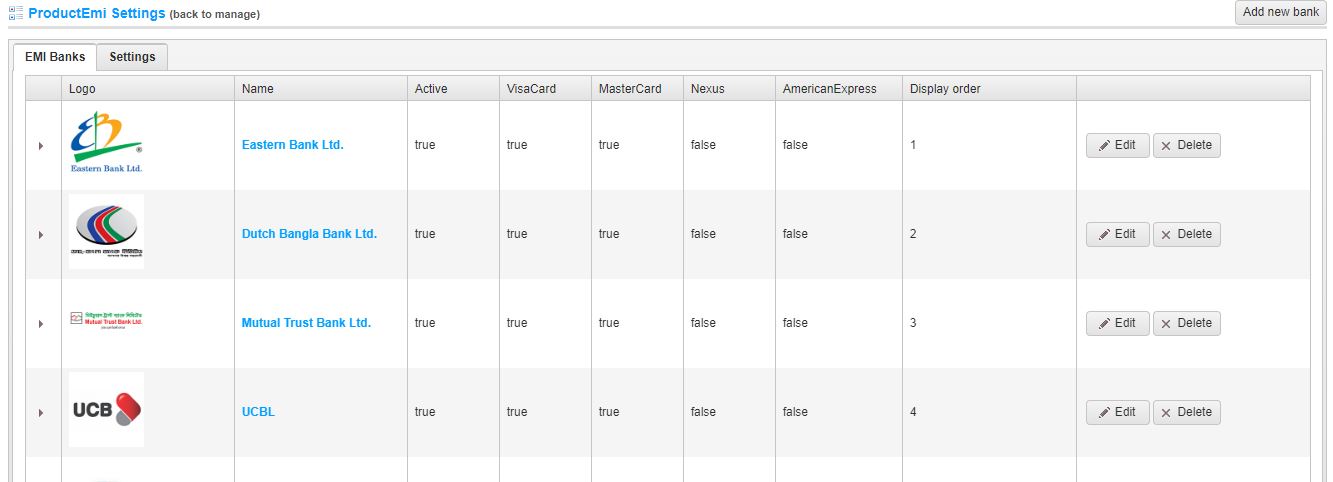 ProductEmi Settings (back to manage)
Add new bank
EMI Banks Settings
Logo Name Active VisaCard MasterCard Nexus AmericanExpress Display order
Eastern Bank Ltd.
Eastern Bank Ltd. true true true false false 1 Edit Delete
Dutch Bangla Bank Ltd. true true true false false 2 Edit Delete
Mutual Trust Bank Ltd.
Mutual Trust Bank Ltd. true true true false false 3 Edit Delete
UCB
UCBL true true true false false 4 Edit Delete